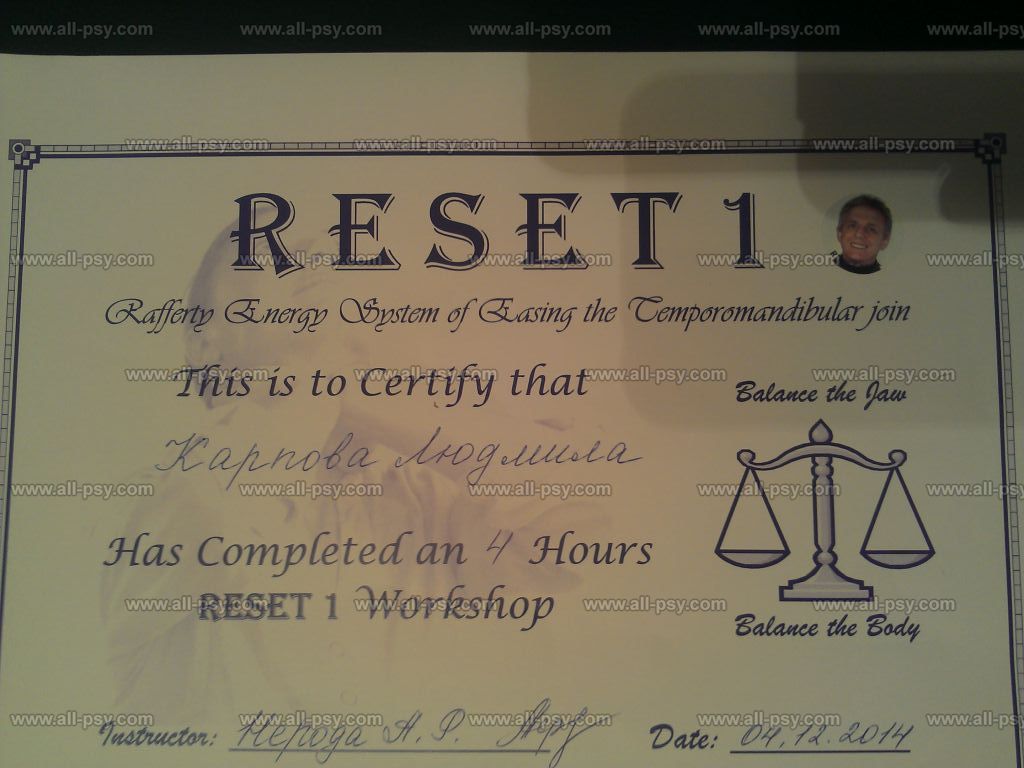 RESET 1
Rafferty Energy System of Easing the Temporomandibular join
This is to Certify that
Balance the Jaw
Карпова Людмила
Has Completed an 4 Hours
RESET 1 Workshop
Balance the Body
Instructor: Нерода А. Р.
Date: 04.12.2014
www.all-psy.com